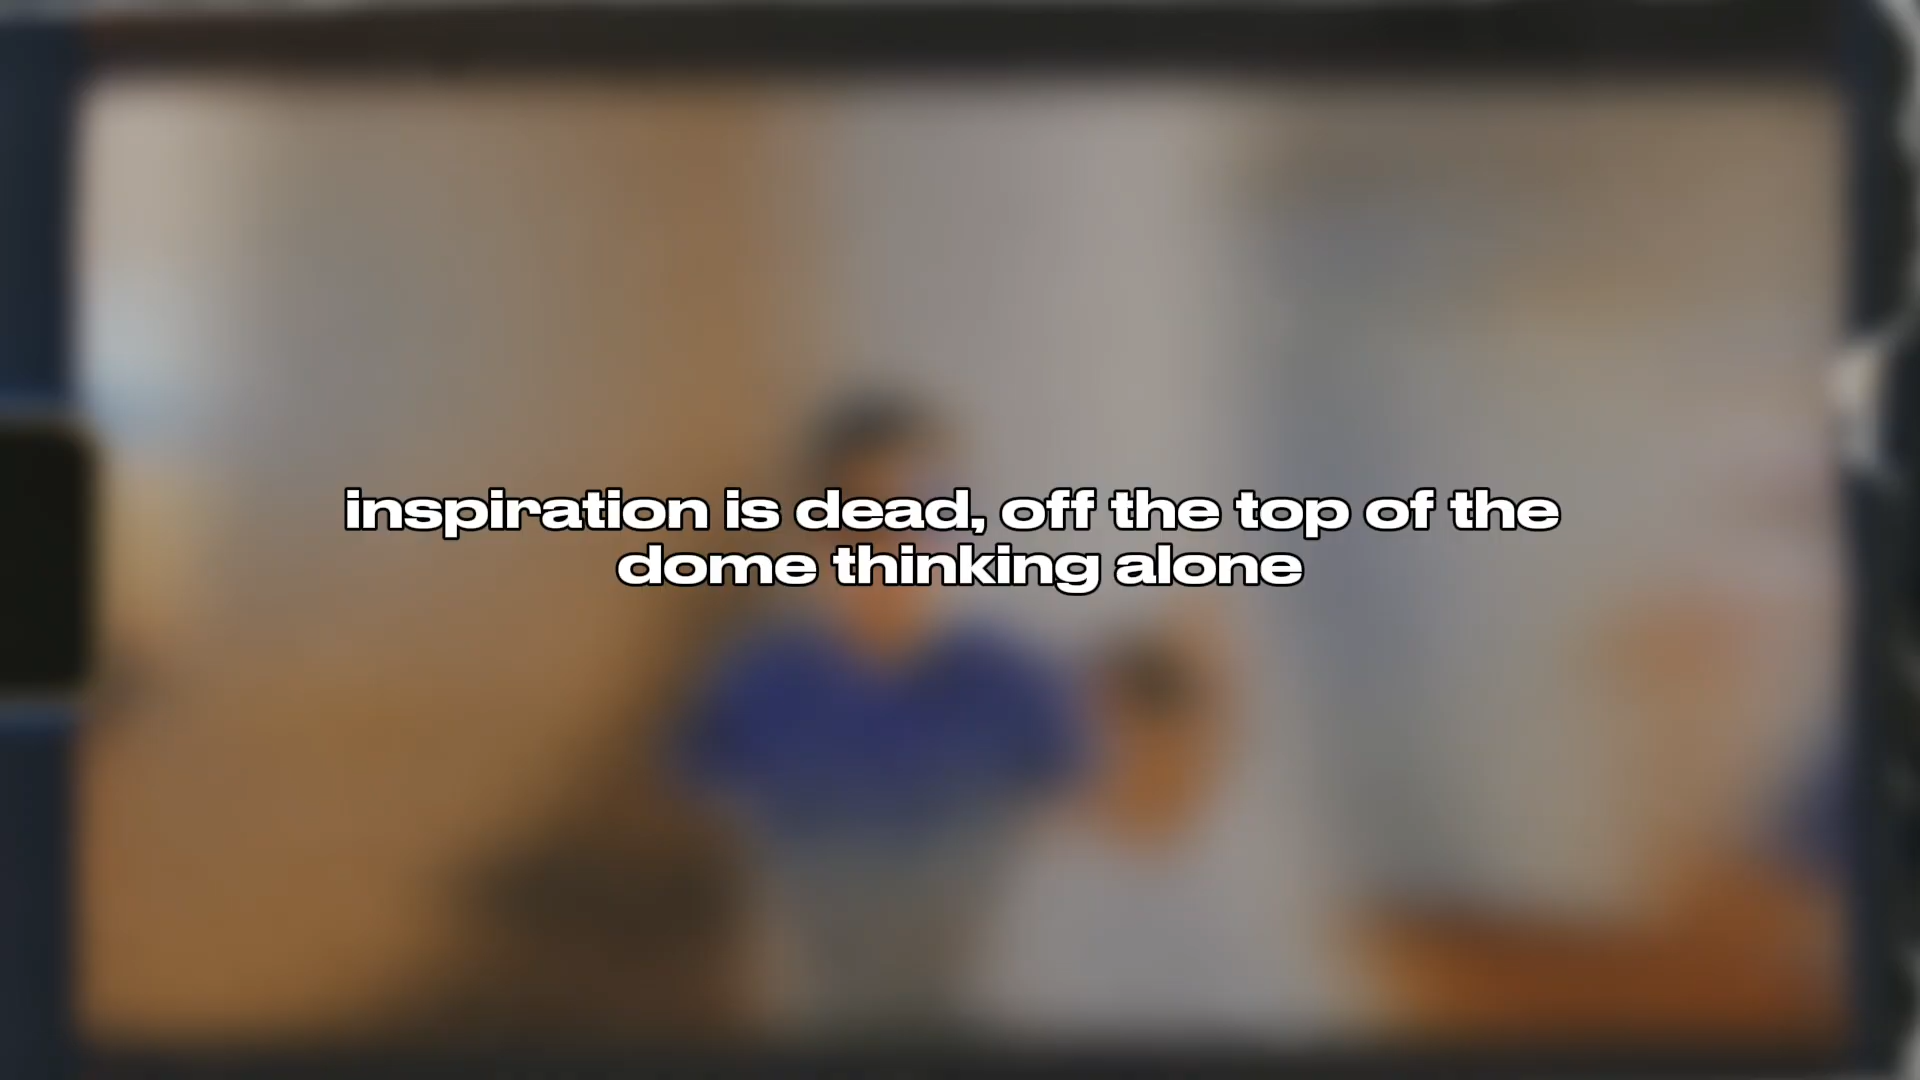 inspiration is dead, off the top of the
dome thinking alone